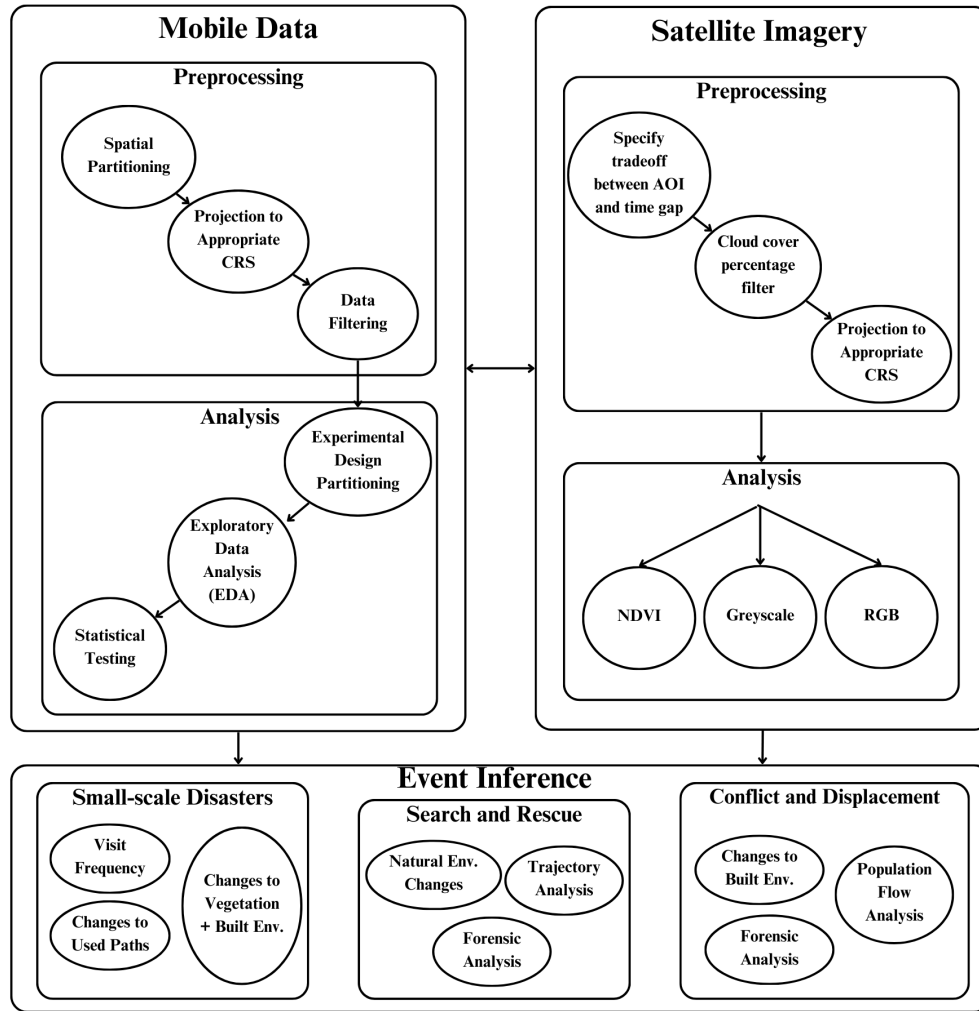 Mobile Data
Preprocessing
Spatial
Partitioning
Projection to
Appropriate
CRS
Data
Filtering
Analysis
Experimental
Design
Partitioning
Exploratory
Data
Analysis
(EDA)
Statistical
Testing
Satellite Imagery
Preprocessing
Specify
tradeoff
between AOI
and time gap
Cloud cover
percentage
filter
Projection to
Appropriate
CRS
Analysis
NDVI
Greyscale
RGB
Event Inference
Small-scale Disasters
Visit
Frequency
Changes to
Used Paths
Changes to
Vegetation
+ Built Env.
Search and Rescue
Natural Env.
Changes
Trajectory
Analysis
Forensic
Analysis
Conflict and Displacement
Changes to
Built Env.
Population
Flow
Analysis
Forensic
Analysis